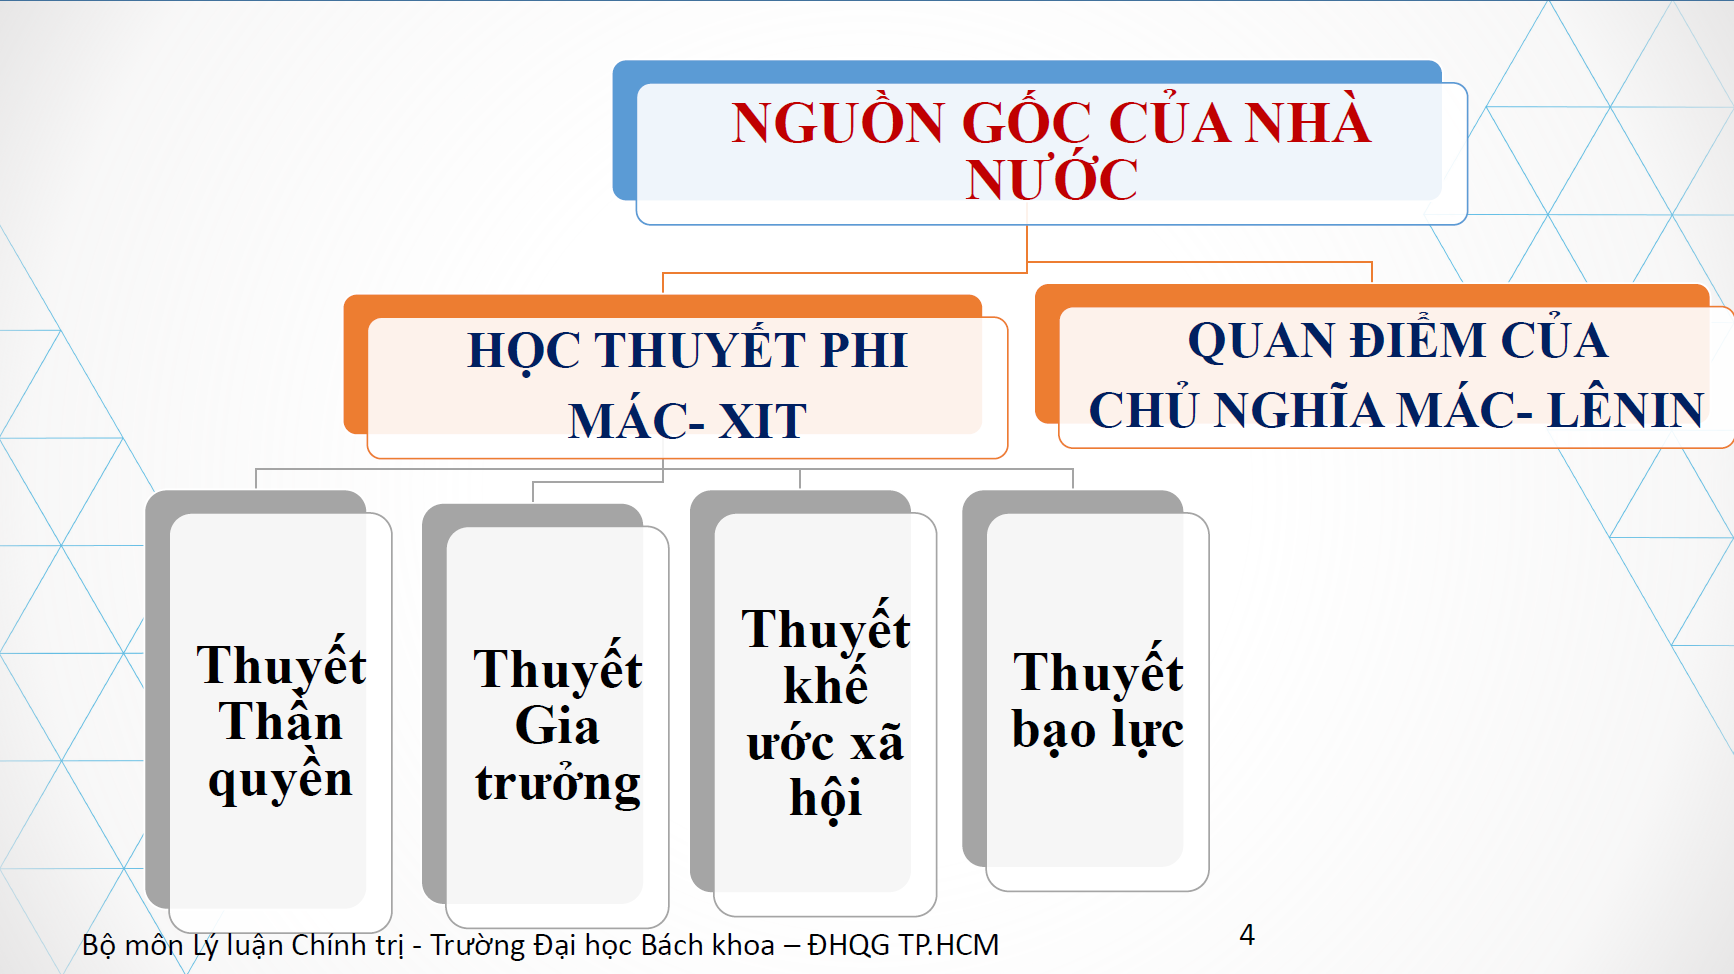 NGUỒN GỐC CỦA NHÀ
NƯỚC
HỌC THUYẾT PHI
MÁC- XIT
QUAN ĐIỂM CỦA
CHỦ NGHĨA MÁC- LÊNIN
Thuyết
Thần
quyền
Thuyết
Gia
trưởng
Thuyết
khế
ước xã
hội
Thuyết
bạo lực
Bộ môn Lý luận Chính trị - Trường Đại học Bách khoa – ĐHQG TP.HCM
4